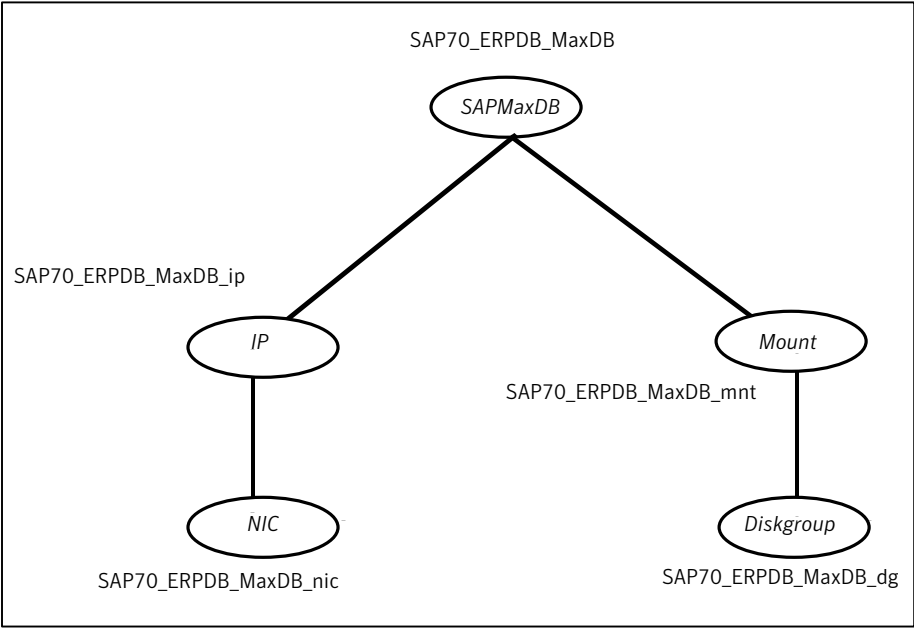 SAP70_ERPDB_MaxDB
SAPMaxDB
SAP70_ERPDB_MaxDB_ip
IP
Mount
SAP70_ERPDB_MaxDB_mnt
NIC
Diskgroup
SAP70_ERPDB_MaxDB_nic
SAP70_ERPDB_MaxDB_dg